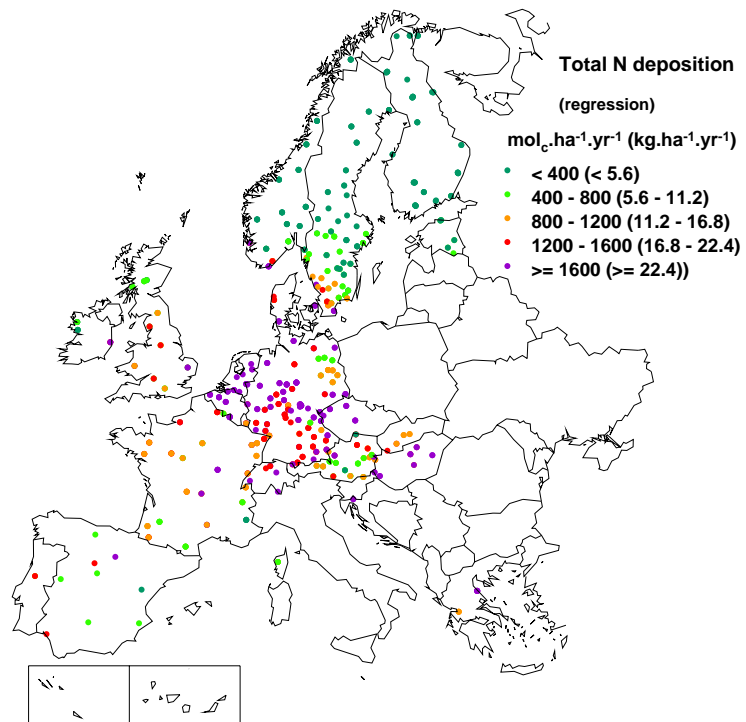 Total N deposition
(regression)
mol_c.ha⁻¹.yr⁻¹ (kg.ha⁻¹.yr⁻¹)
< 400 (< 5.6)
400 - 800 (5.6 - 11.2)
800 - 1200 (11.2 - 16.8)
1200 - 1600 (16.8 - 22.4)
>= 1600 (>= 22.4))